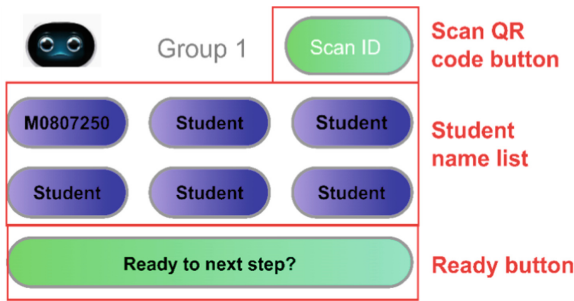 Group 1
Scan ID
Scan QR
code button
M0807250
Student
Student
Student
Student
Student
Student
name list
Ready to next step?
Ready button